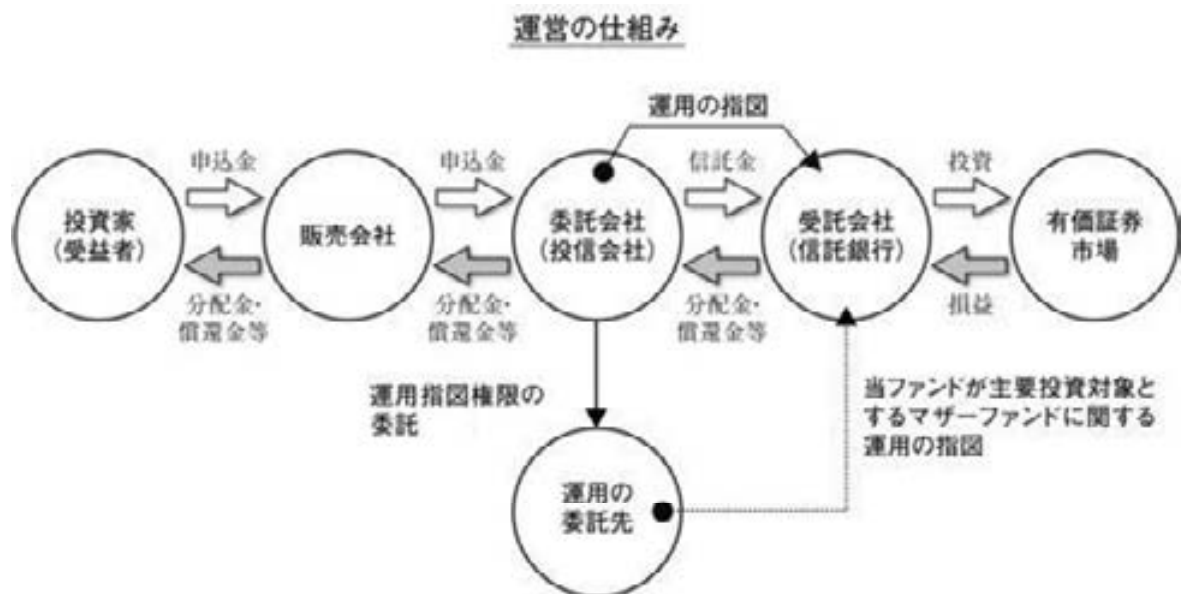 運営の仕組み
運用の指図
申込金
申込金
信託金
投資
投資家
(受益者)
販売会社
委託会社
(投信会社)
受託会社
(信託銀行)
有価証券
市場
分配金・
償還金等
分配金・
償還金等
分配金・
償還金等
損益
運用指図権限の
委託
当ファンドが主要投資対象と
するマザーファンドに関する
運用の指図
運用の
委託先